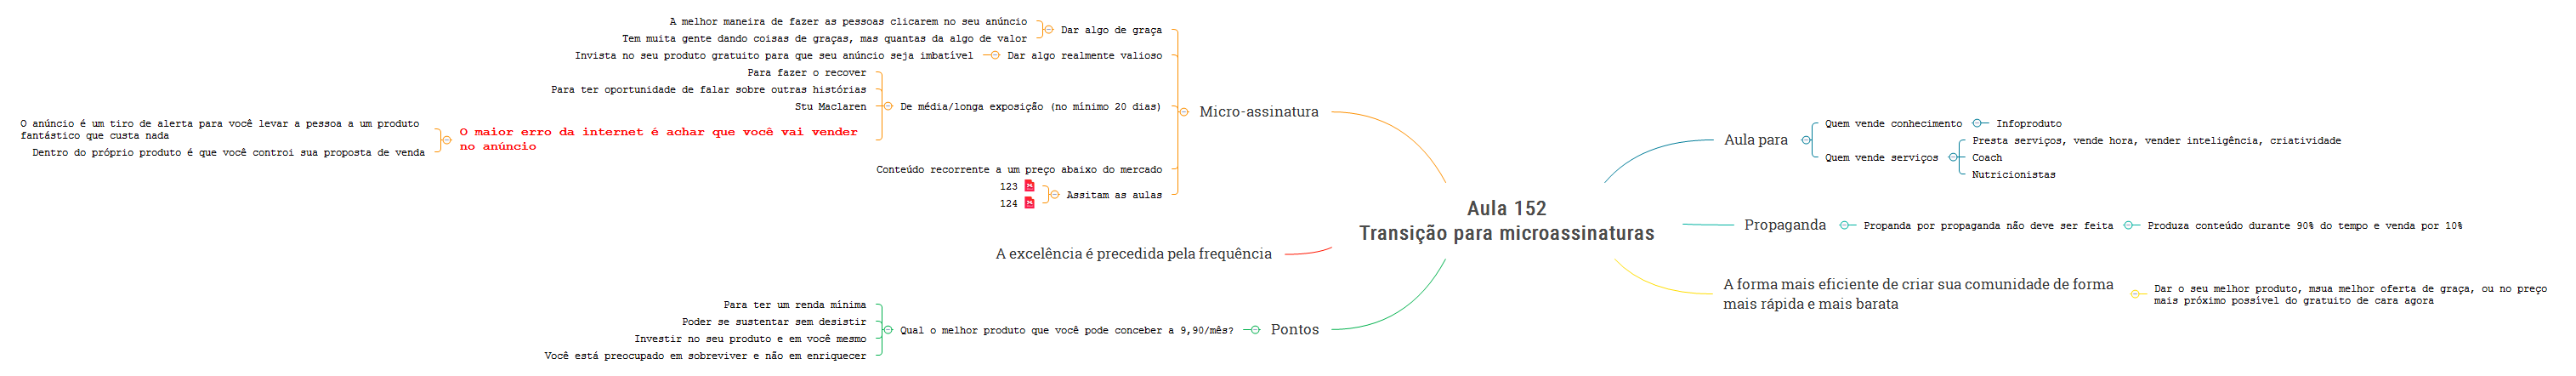 Aula 152
Transição para microassinaturas
Aula para
Quem vende conhecimento
Infoproduto
Quem vende serviços
Presta serviços, vende hora, vender inteligência, criatividade
Coach
Nutricionistas
Propaganda
Propanda por propaganda não deve ser feita
Produza conteúdo durante 90% do tempo e venda por 10%
A forma mais eficiente de criar sua comunidade de forma
mais rápida e mais barata
Dar o seu melhor produto, msua melhor oferta de graça, ou no preço
mais próximo possível do gratuito de cara agora
Micro-assinatura
Dar algo de graça
A melhor maneira de fazer as pessoas clicarem no seu anúncio
Tem muita gente dando coisas de graças, mas quantas da algo de valor
Dar algo realmente valioso
Invista no seu produto gratuito para que seu anúncio seja imbatível
De média/longa exposição (no mínimo 20 dias)
Para fazer o recover
Para ter oportunidade de falar sobre outras histórias
Stu Maclaren
O maior erro da internet é achar que você vai vender
no anúncio
O anúncio é um tiro de alerta para você levar a pessoa a um produto
fantástico que custa nada
Dentro do próprio produto é que você controi sua proposta de venda
Conteúdo recorrente a um preço abaixo do mercado
Assitam as aulas
123
124
A excelência é precedida pela frequência
Pontos
Qual o melhor produto que você pode conceber a 9,90/mês?
Para ter um renda mínima
Poder se sustentar sem desistir
Investir no seu produto e em você mesmo
Você está preocupado em sobreviver e não em enriquecer